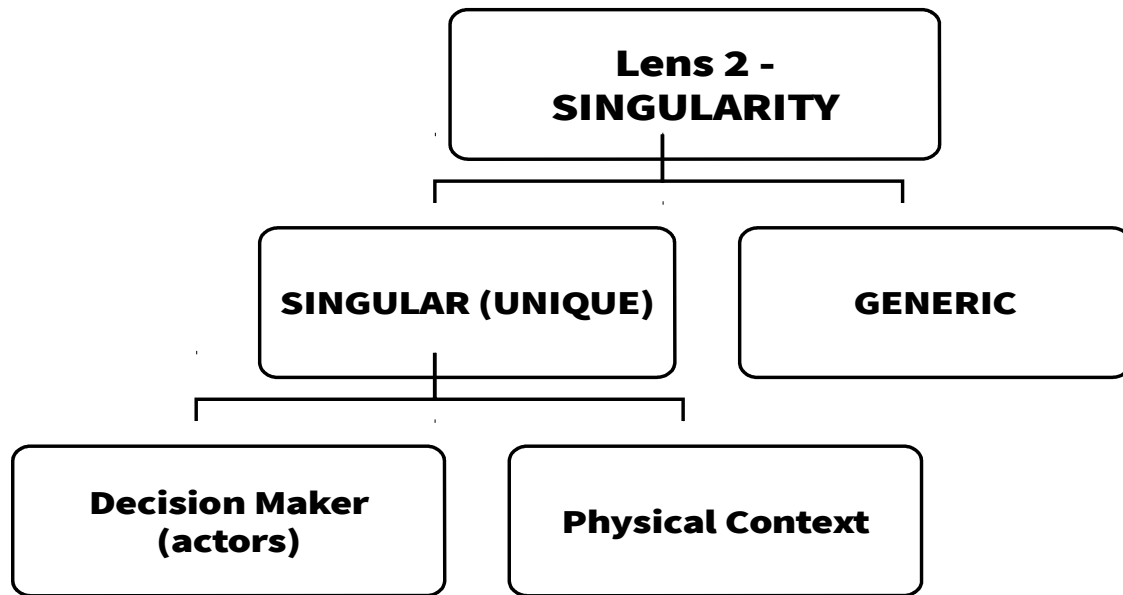 Lens 2 -
SINGULARITY
SINGULAR (UNIQUE)
GENERIC
Decision Maker
(actors)
Physical Context